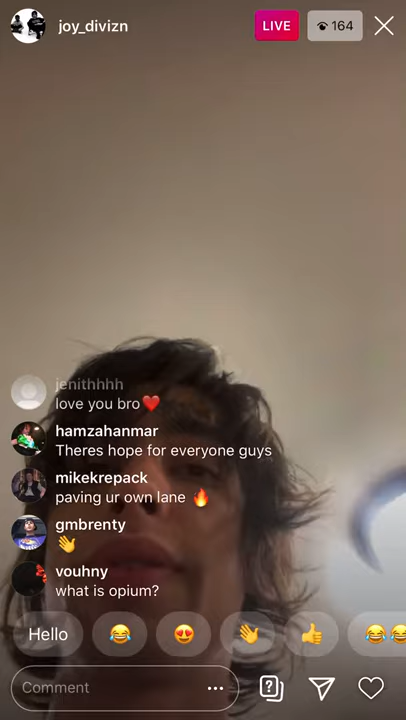 joy_divizn
LIVE
164
jenithhhh
love you bro❤️
hamzahanmar
Theres hope for everyone guys
mikekrepack
paving ur own lane 🔥
gmbrenty
👋
vouhny
what is opium?
Hello 😂 😍 👋 👍 😂😂
Comment